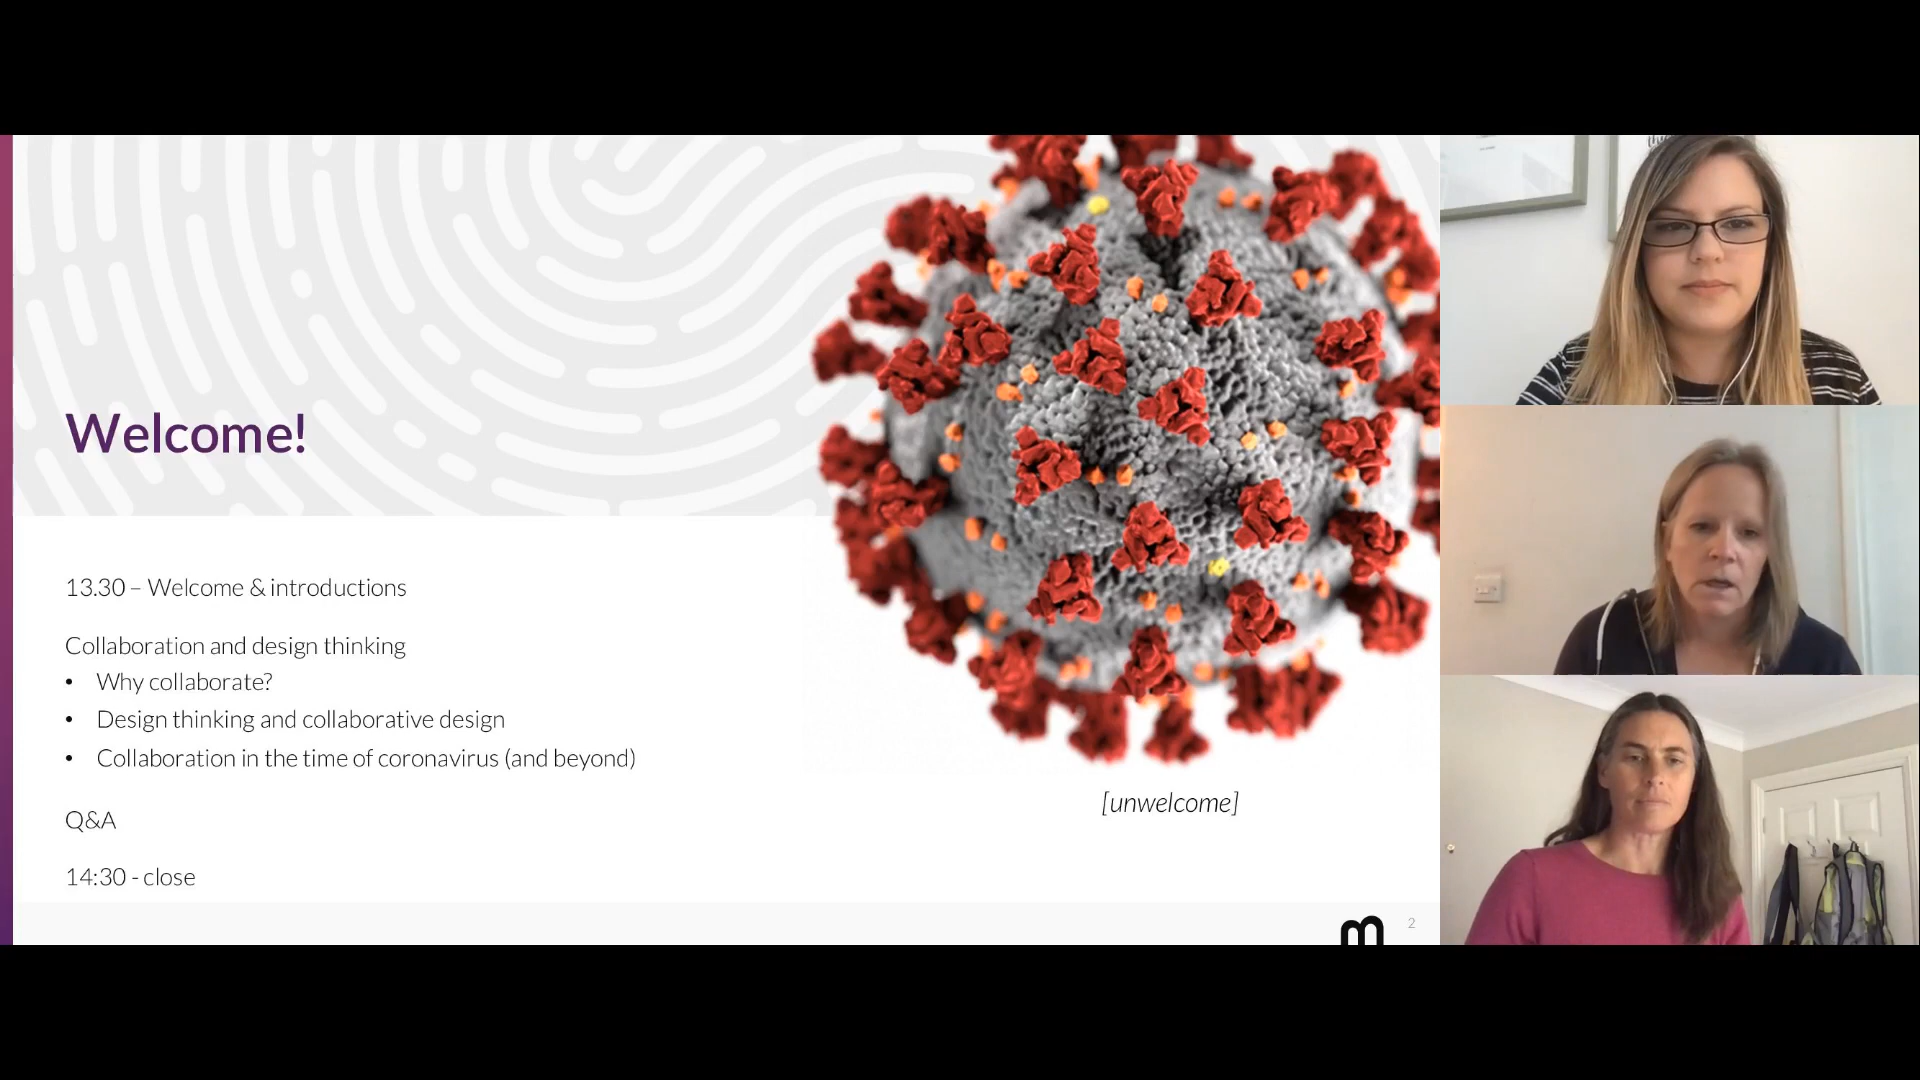 Welcome!
13.30 – Welcome & introductions
Collaboration and design thinking
• Why collaborate?
• Design thinking and collaborative design
• Collaboration in the time of coronavirus (and beyond)
Q&A
14:30 - close
[unwelcome]
m
2